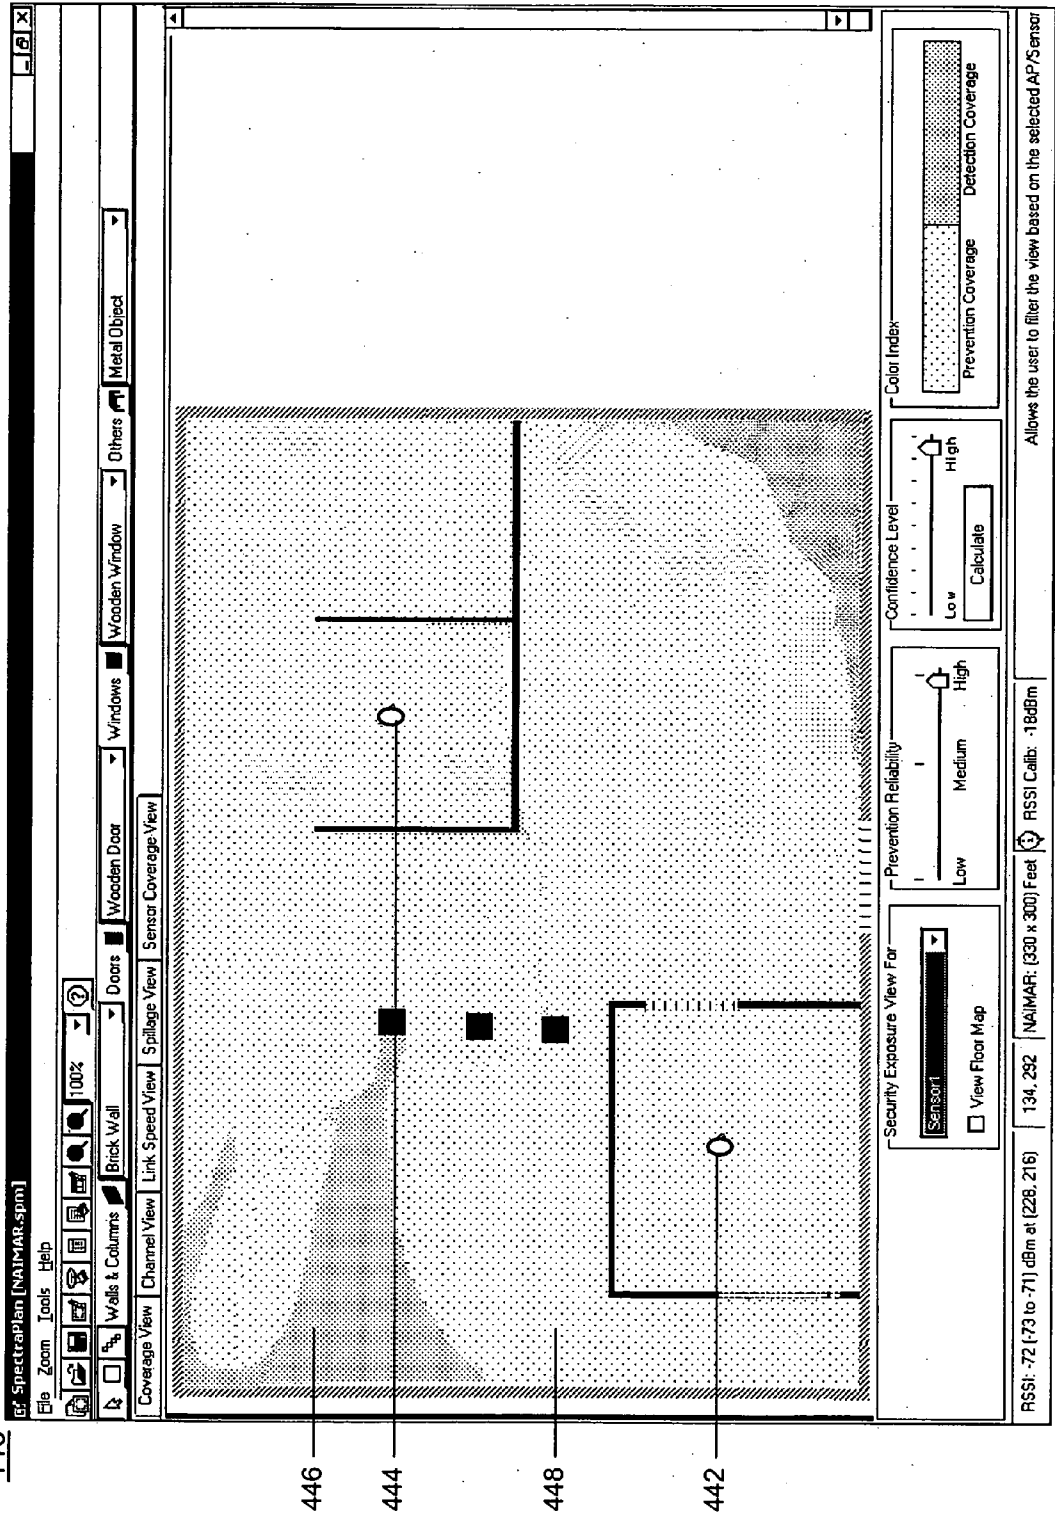 SpectraPlan [NAIMAR.spm]
File Zoom Tools Help
100%
Walls & Columns Brick Wall Doors Wooden Door Windows Wooden Window Others Metal Object
Coverage View Channel View Link Speed View Spillage View Sensor Coverage View
446
444
448
442
Security Exposure View For
Sensor1
View Floor Map
Prevention Reliability
Low Medium High
Confidence Level
Low High
Calculate
Color Index
Prevention Coverage Detection Coverage
RSSI: -72 [-73 to -71] dBm at (228, 216) 134, 292 NAIMAR: (330 x 300) Feet RSSI Calib: -18dBm Allows the user to filter the view based on the selected AP/Sensor